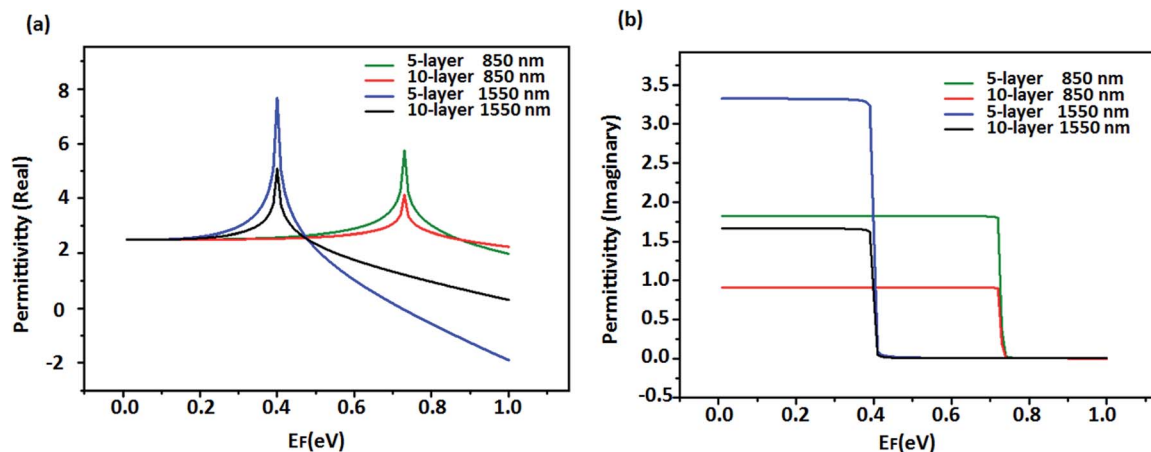 (a)
5-layer 850 nm
10-layer 850 nm
5-layer 1550 nm
10-layer 1550 nm
Permittivity (Real)
8
6
4
2
0
-2
0.0 0.2 0.4 0.6 0.8 1.0
EF(eV)
(b)
5-layer 850 nm
10-layer 850 nm
5-layer 1550 nm
10-layer 1550 nm
Permittivity (Imaginary)
3.5
3.0
2.5
2.0
1.5
1.0
0.5
0.0
-0.5
0.0 0.2 0.4 0.6 0.8 1.0
EF(eV)